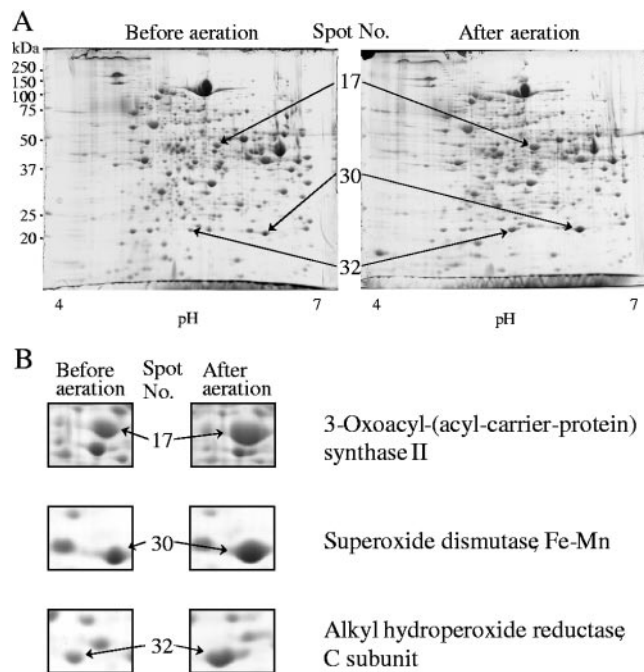 A
Before aeration Spot No. After aeration
kDa
250
150
100
75
50
37
25
20
17
30
32
4 7 4 7
pH pH
B
Before aeration Spot No. After aeration
17
3-Oxoacyl-(acyl-carrier-protein)
synthase II
30
Superoxide dismutase, Fe-Mn
32
Alkyl hydroperoxide reductase,
C subunit